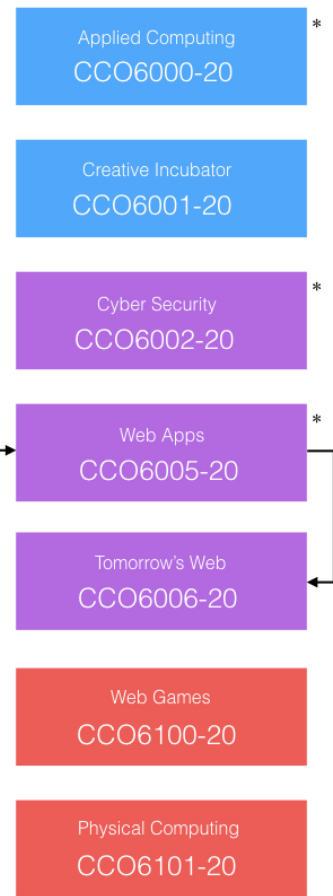 Applied Computing
*
CCO6000-20
Creative Incubator
CCO6001-20
Cyber Security
*
CCO6002-20
Web Apps
*
CCO6005-20
Tomorrow's Web
CCO6006-20
Web Games
CCO6100-20
Physical Computing
CCO6101-20